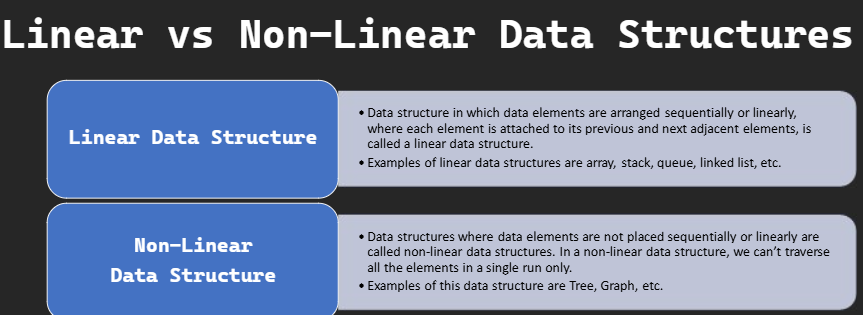 Linear vs Non-Linear Data Structures
Linear Data Structure
• Data structure in which data elements are arranged sequentially or linearly,
where each element is attached to its previous and next adjacent elements, is
called a linear data structure.
• Examples of linear data structures are array, stack, queue, linked list, etc.
Non-Linear
Data Structure
• Data structures where data elements are not placed sequentially or linearly are
called non-linear data structures. In a non-linear data structure, we can't traverse
all the elements in a single run only.
• Examples of this data structure are Tree, Graph, etc.